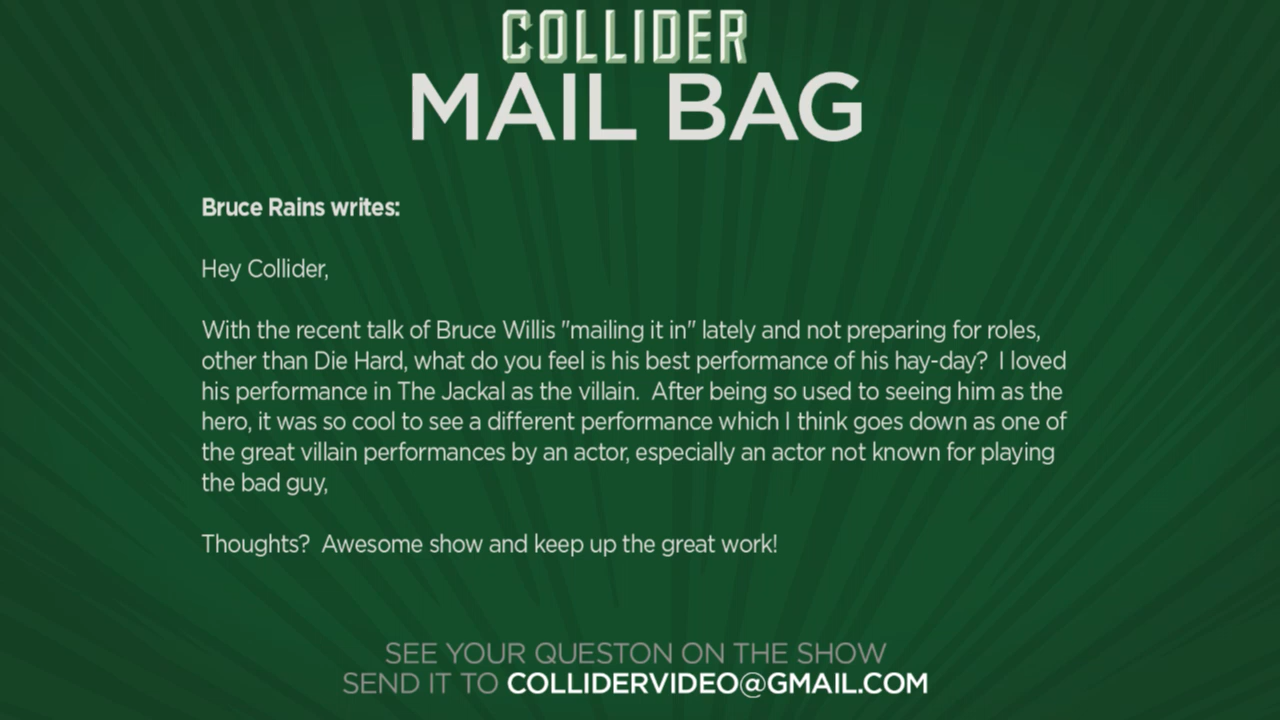 COLLIDER
MAIL BAG
Bruce Rains writes:
Hey Collider,
With the recent talk of Bruce Willis "mailing it in" lately and not preparing for roles,
other than Die Hard, what do you feel is his best performance of his hay-day?  I loved
his performance in The Jackal as the villain.  After being so used to seeing him as the
hero, it was so cool to see a different performance which I think goes down as one of
the great villain performances by an actor, especially an actor not known for playing
the bad guy,
Thoughts?  Awesome show and keep up the great work!
SEE YOUR QUESTON ON THE SHOW
SEND IT TO COLLIDERVIDEO@GMAIL.COM